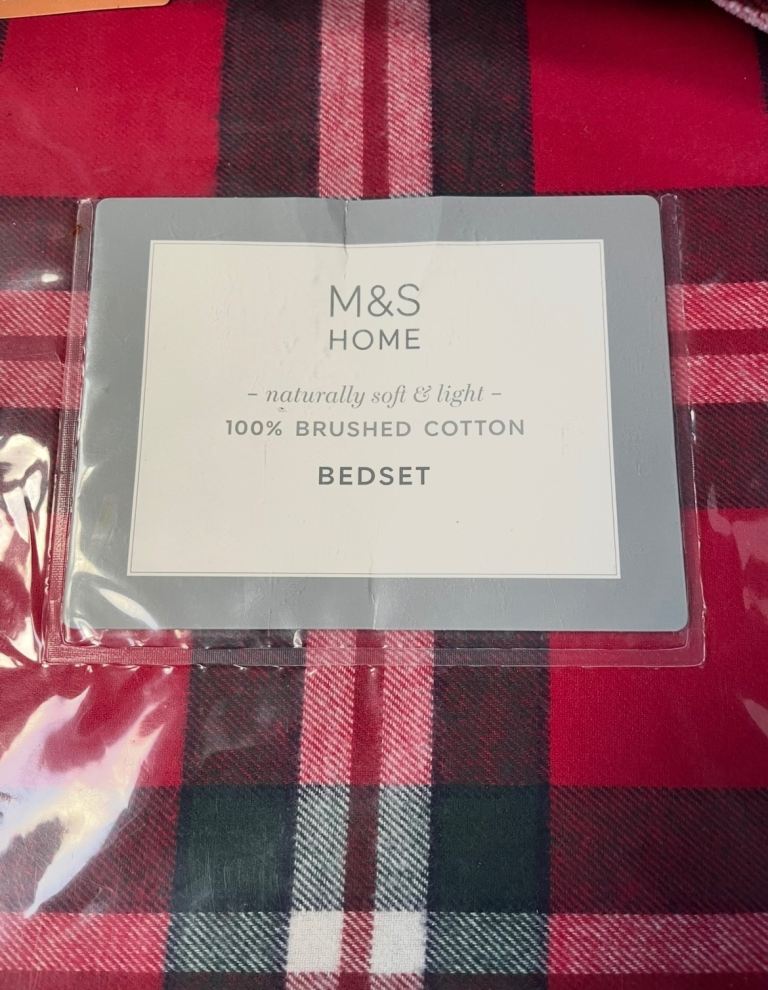 M&S
HOME
– naturally soft & light –
100% BRUSHED COTTON
BEDSET